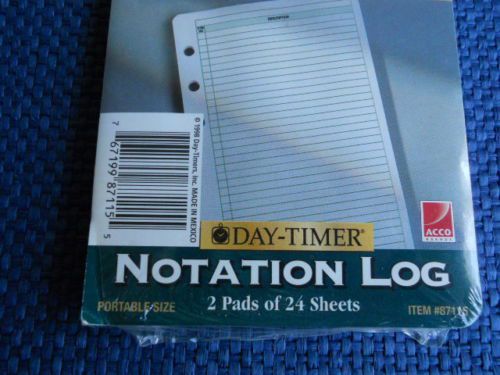 DESCRIPTION
© 1998 Day-Timers, Inc. MADE IN MEXICO
7 67199 87115 5
DAY-TIMER®
ACCO
NOTATION LOG
PORTABLE SIZE
2 Pads of 24 Sheets
ITEM #87115